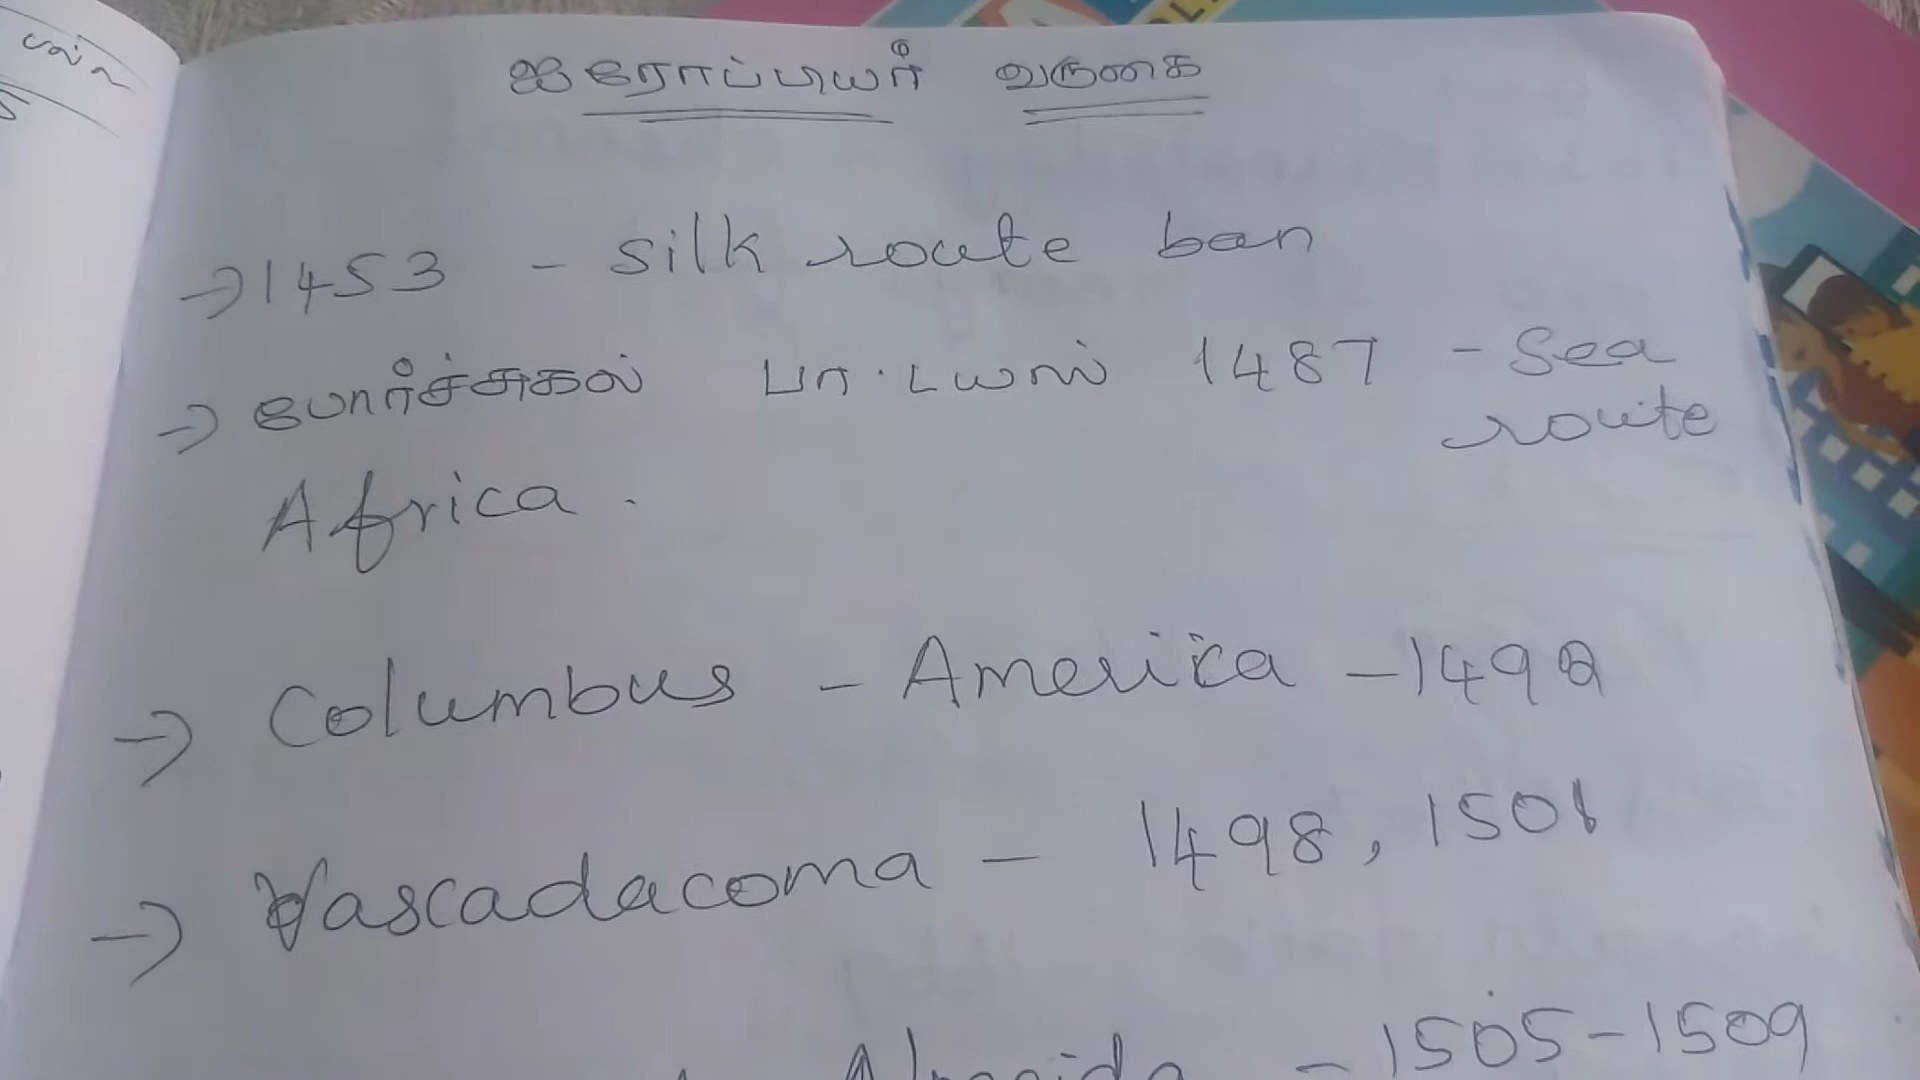 ஐரோப்பியர் வருகை
→ 1453 - silk route ban
→ போர்ச்சுகல் பா.டயஸ் 1487 - Sea
route
Africa.
→ Columbus - America - 1492
→ Vascadacoma - 1498, 1501
Almeida - 1505-1509